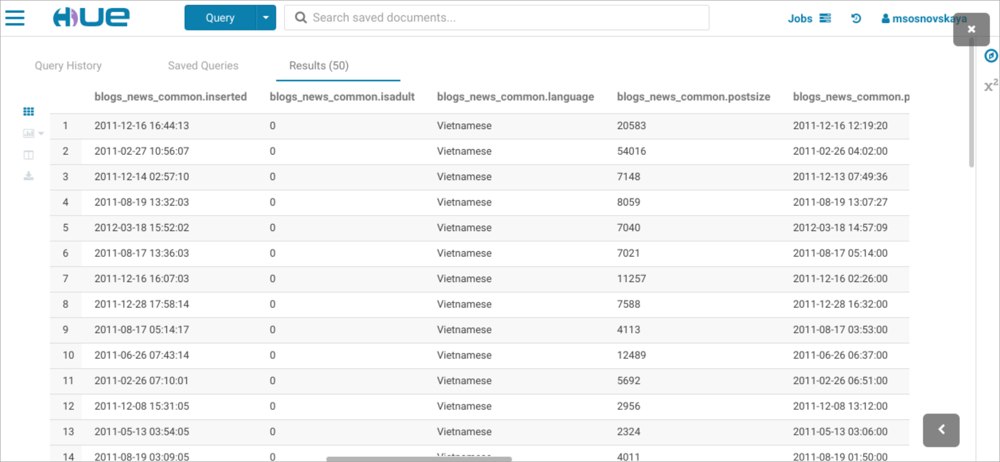 HUE Query Search saved documents... Jobs msosnovskaya
Query History Saved Queries Results (50)
x²
blogs_news_common.inserted blogs_news_common.isadult blogs_news_common.language blogs_news_common.postsize blogs_news_common.p
1 2011-12-16 16:44:13 0 Vietnamese 20583 2011-12-16 12:19:20
2 2011-02-27 10:56:07 0 Vietnamese 54016 2011-02-26 04:02:00
3 2011-12-14 02:57:10 0 Vietnamese 7148 2011-12-13 07:49:36
4 2011-08-19 13:32:03 0 Vietnamese 8059 2011-08-19 13:07:27
5 2012-03-18 15:52:02 0 Vietnamese 7040 2012-03-18 14:57:09
6 2011-08-17 13:36:03 0 Vietnamese 7021 2011-08-17 05:14:00
7 2011-12-16 16:07:03 0 Vietnamese 11257 2011-12-16 02:26:00
8 2011-12-28 17:58:14 0 Vietnamese 7588 2011-12-28 16:32:00
9 2011-08-17 05:14:17 0 Vietnamese 4113 2011-08-17 03:53:00
10 2011-06-26 07:43:14 0 Vietnamese 12489 2011-06-26 06:37:00
11 2011-02-26 07:10:01 0 Vietnamese 5692 2011-02-26 06:51:00
12 2011-12-08 15:31:05 0 Vietnamese 2956 2011-12-08 13:12:00
13 2011-05-13 03:54:05 0 Vietnamese 2324 2011-05-13 03:06:00
14 2011-08-19 03:09:05 0 4011 2011-08-19 01:50:00